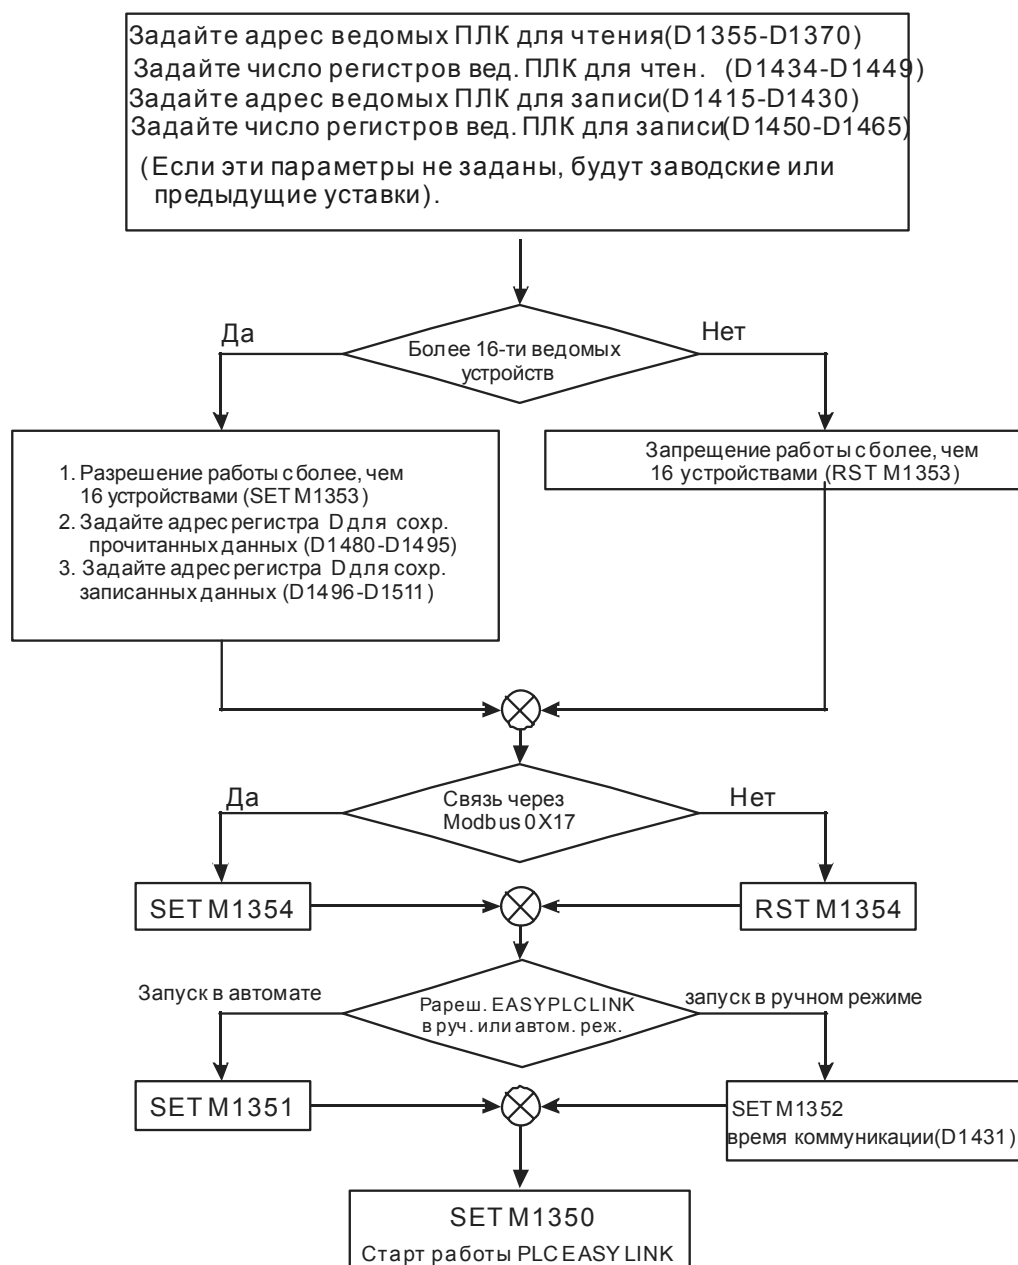 Задайте адрес ведомых ПЛК для чтения(D1355-D1370)
Задайте число регистров вед. ПЛК для чтен. (D1434-D1449)
Задайте адрес ведомых ПЛК для записи(D1415-D1430)
Задайте число регистров вед. ПЛК для записи(D1450-D1465)
(Если эти параметры не заданы, будут заводские или
предыдущие уставки).
Да
Нет
Более 16-ти ведомых
устройств
1. Разрешение работы с более, чем
16 устройствами (SET M1353)
2. Задайте адрес регистра D для сохр.
прочитанных данных (D1480-D1495)
3. Задайте адрес регистра D для сохр.
записанных данных (D1496-D1511)
Запрещение работы с более, чем
16 устройствами (RST M1353)
Да
Нет
Связь через
Modbus 0X17
SET M1354
RST M1354
Запуск в автомате
Рареш. EASY PLC LINK
в руч. или автом. реж.
запуск в ручном режиме
SET M1351
SET M1352
время коммуникации(D1431)
SET M1350
Старт работы PLC EASY LINK